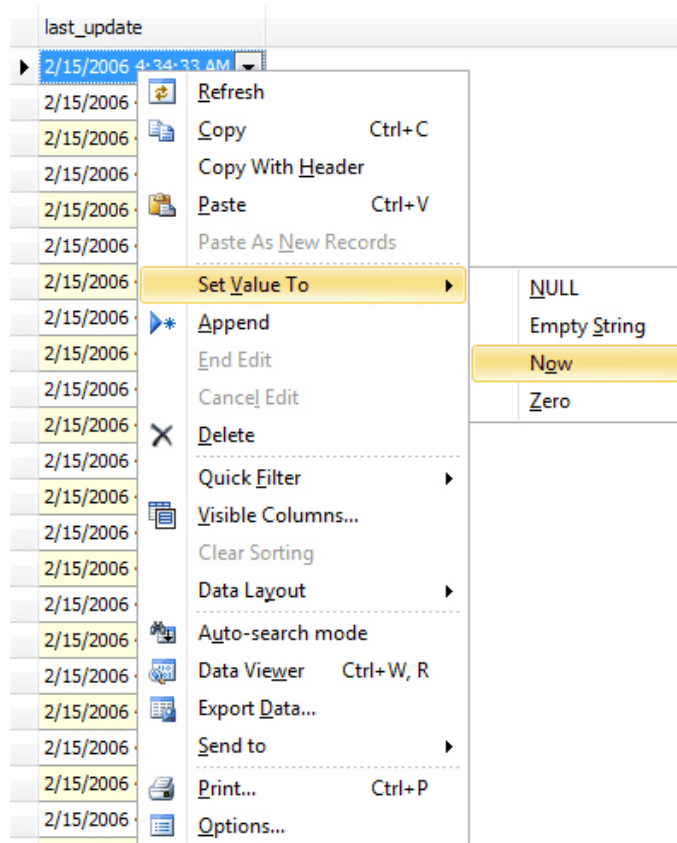 last_update
2/15/2006 4:34:33 AM
2/15/2006
Refresh
2/15/2006
Copy Ctrl+C
2/15/2006
Copy With Header
2/15/2006
Paste Ctrl+V
2/15/2006
Paste As New Records
2/15/2006
Set Value To
NULL
2/15/2006
Append
Empty String
2/15/2006
End Edit
Now
2/15/2006
Cancel Edit
Zero
2/15/2006
Delete
2/15/2006
Quick Filter
2/15/2006
Visible Columns...
2/15/2006
Clear Sorting
2/15/2006
Data Layout
2/15/2006
Auto-search mode
2/15/2006
Data Viewer Ctrl+W, R
2/15/2006
Export Data...
2/15/2006
Send to
2/15/2006
Print... Ctrl+P
2/15/2006
Options...
2/15/2006
2/15/2006